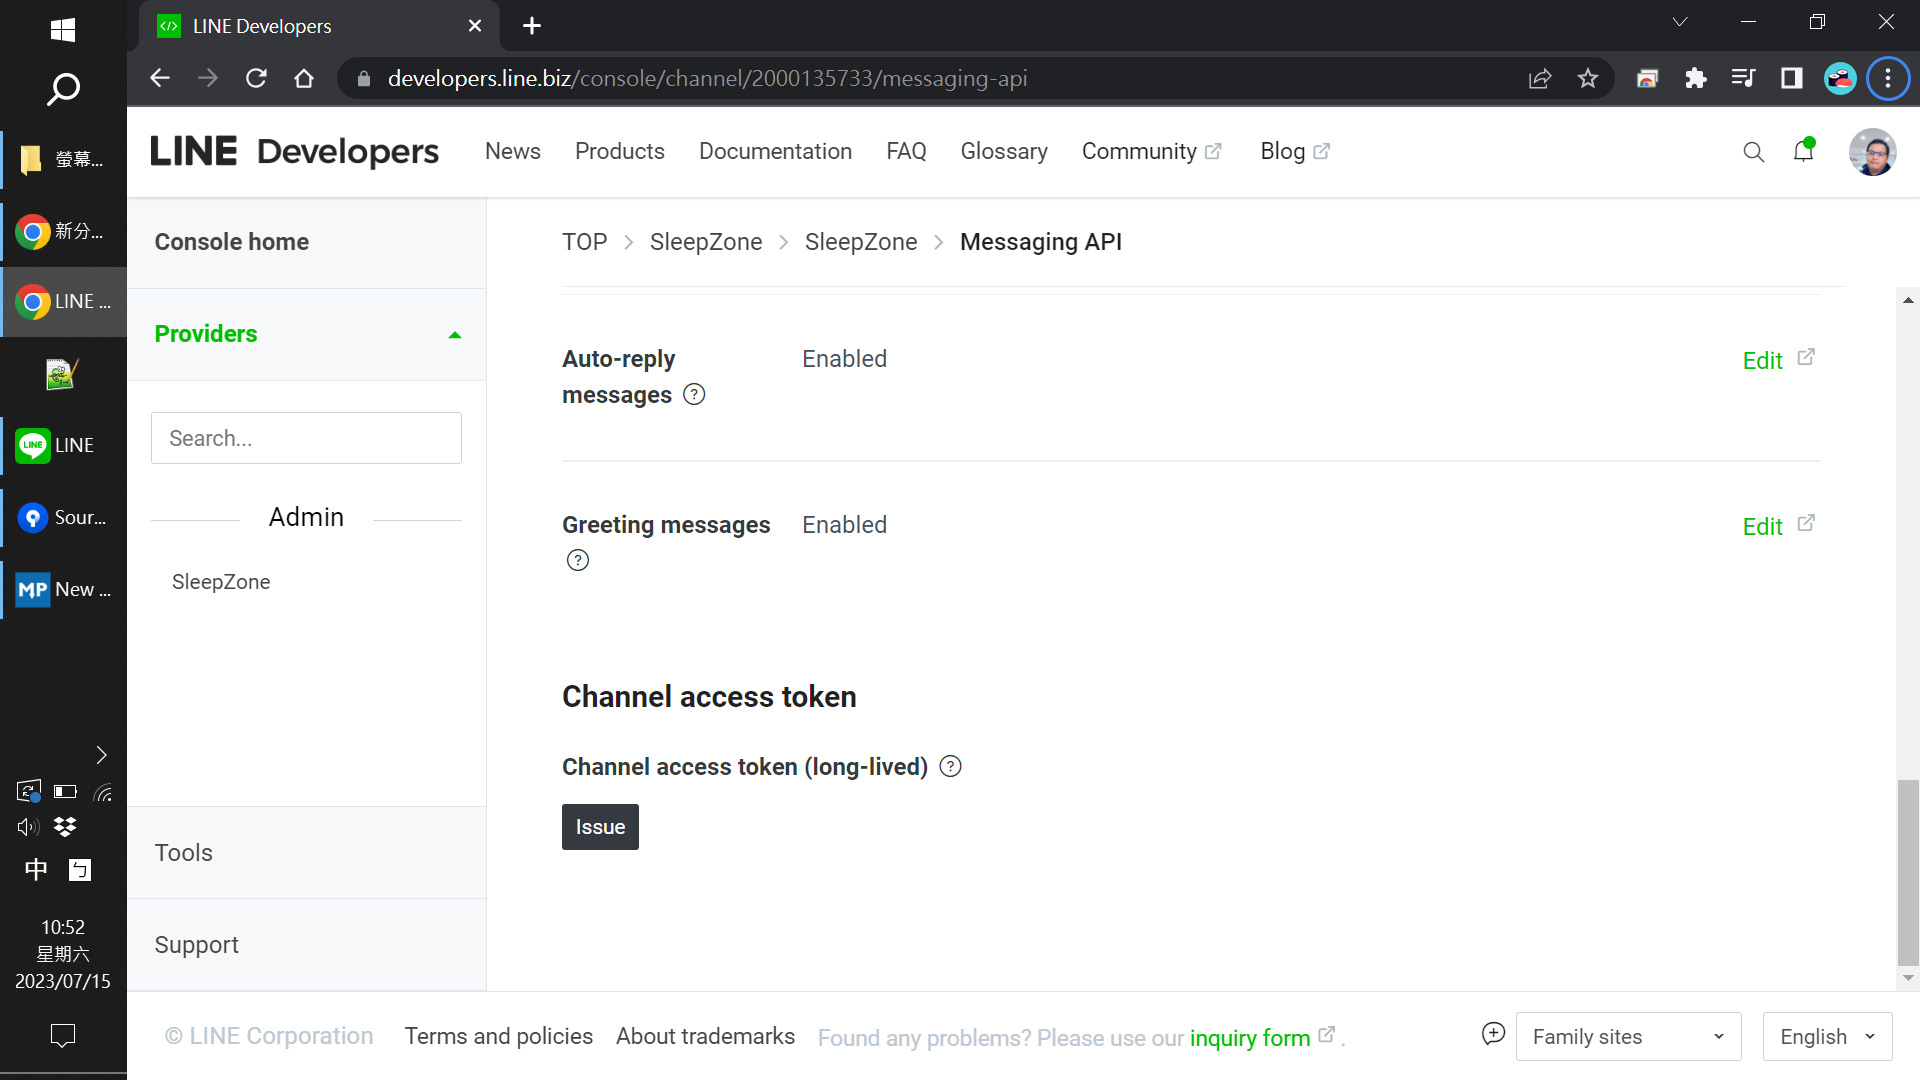 LINE Developers
developers.line.biz/console/channel/2000135733/messaging-api
螢幕...
新分...
LINE ...
LINE
Sour...
MP New ...
中 ㄅ
10:52
星期六
2023/07/15
LINE Developers News Products Documentation FAQ Glossary Community Blog
Console home
Providers
Search...
Admin
SleepZone
Tools
Support
TOP > SleepZone > SleepZone > Messaging API
Auto-reply messages ? Enabled Edit
Greeting messages ? Enabled Edit
Channel access token
Channel access token (long-lived) ?
Issue
© LINE Corporation Terms and policies About trademarks Found any problems? Please use our inquiry form . Family sites English